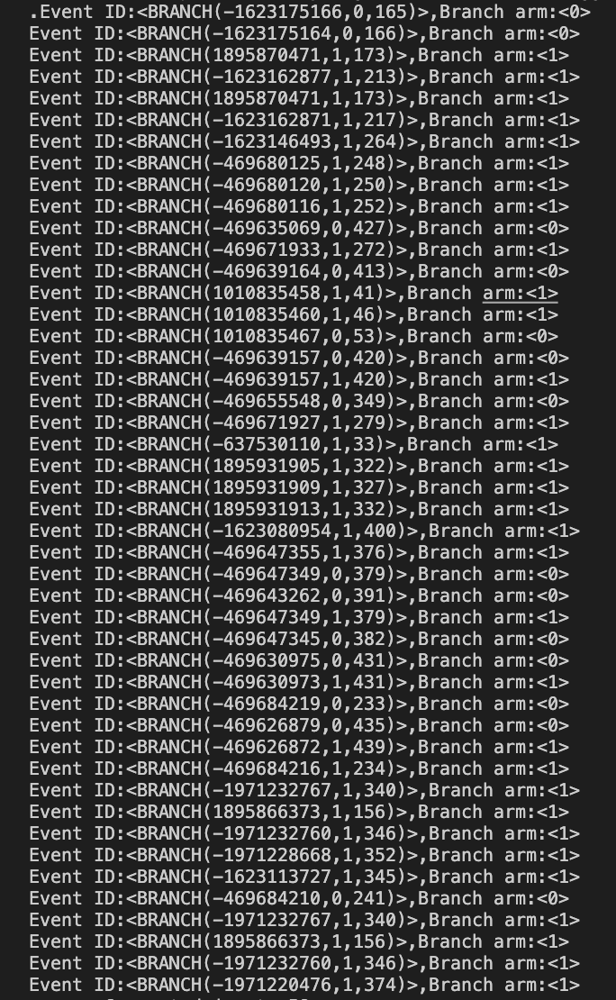 .Event ID:<BRANCH(-1623175166,0,165)>,Branch arm:<0>
Event ID:<BRANCH(-1623175164,0,166)>,Branch arm:<0>
Event ID:<BRANCH(1895870471,1,173)>,Branch arm:<1>
Event ID:<BRANCH(-1623162877,1,213)>,Branch arm:<1>
Event ID:<BRANCH(1895870471,1,173)>,Branch arm:<1>
Event ID:<BRANCH(-1623162871,1,217)>,Branch arm:<1>
Event ID:<BRANCH(-1623146493,1,264)>,Branch arm:<1>
Event ID:<BRANCH(-469680125,1,248)>,Branch arm:<1>
Event ID:<BRANCH(-469680120,1,250)>,Branch arm:<1>
Event ID:<BRANCH(-469680116,1,252)>,Branch arm:<1>
Event ID:<BRANCH(-469635069,0,427)>,Branch arm:<0>
Event ID:<BRANCH(-469671933,1,272)>,Branch arm:<1>
Event ID:<BRANCH(-469639164,0,413)>,Branch arm:<0>
Event ID:<BRANCH(1010835458,1,41)>,Branch arm:<1>
Event ID:<BRANCH(1010835460,1,46)>,Branch arm:<1>
Event ID:<BRANCH(1010835467,0,53)>,Branch arm:<0>
Event ID:<BRANCH(-469639157,0,420)>,Branch arm:<0>
Event ID:<BRANCH(-469639157,1,420)>,Branch arm:<1>
Event ID:<BRANCH(-469655548,0,349)>,Branch arm:<0>
Event ID:<BRANCH(-469671927,1,279)>,Branch arm:<1>
Event ID:<BRANCH(-637530110,1,33)>,Branch arm:<1>
Event ID:<BRANCH(1895931905,1,322)>,Branch arm:<1>
Event ID:<BRANCH(1895931909,1,327)>,Branch arm:<1>
Event ID:<BRANCH(1895931913,1,332)>,Branch arm:<1>
Event ID:<BRANCH(-1623080954,1,400)>,Branch arm:<1>
Event ID:<BRANCH(-469647355,1,376)>,Branch arm:<1>
Event ID:<BRANCH(-469647349,0,379)>,Branch arm:<0>
Event ID:<BRANCH(-469643262,0,391)>,Branch arm:<0>
Event ID:<BRANCH(-469647349,1,379)>,Branch arm:<1>
Event ID:<BRANCH(-469647345,0,382)>,Branch arm:<0>
Event ID:<BRANCH(-469630975,0,431)>,Branch arm:<0>
Event ID:<BRANCH(-469630973,1,431)>,Branch arm:<1>
Event ID:<BRANCH(-469684219,0,233)>,Branch arm:<0>
Event ID:<BRANCH(-469626879,0,435)>,Branch arm:<0>
Event ID:<BRANCH(-469626872,1,439)>,Branch arm:<1>
Event ID:<BRANCH(-469684216,1,234)>,Branch arm:<1>
Event ID:<BRANCH(-1971232767,1,340)>,Branch arm:<1>
Event ID:<BRANCH(1895866373,1,156)>,Branch arm:<1>
Event ID:<BRANCH(-1971232760,1,346)>,Branch arm:<1>
Event ID:<BRANCH(-1971228668,1,352)>,Branch arm:<1>
Event ID:<BRANCH(-1623113727,1,345)>,Branch arm:<1>
Event ID:<BRANCH(-469684210,0,241)>,Branch arm:<0>
Event ID:<BRANCH(-1971232767,1,340)>,Branch arm:<1>
Event ID:<BRANCH(1895866373,1,156)>,Branch arm:<1>
Event ID:<BRANCH(-1971232760,1,346)>,Branch arm:<1>
Event ID:<BRANCH(-1971220476,1,374)>,Branch arm:<1>